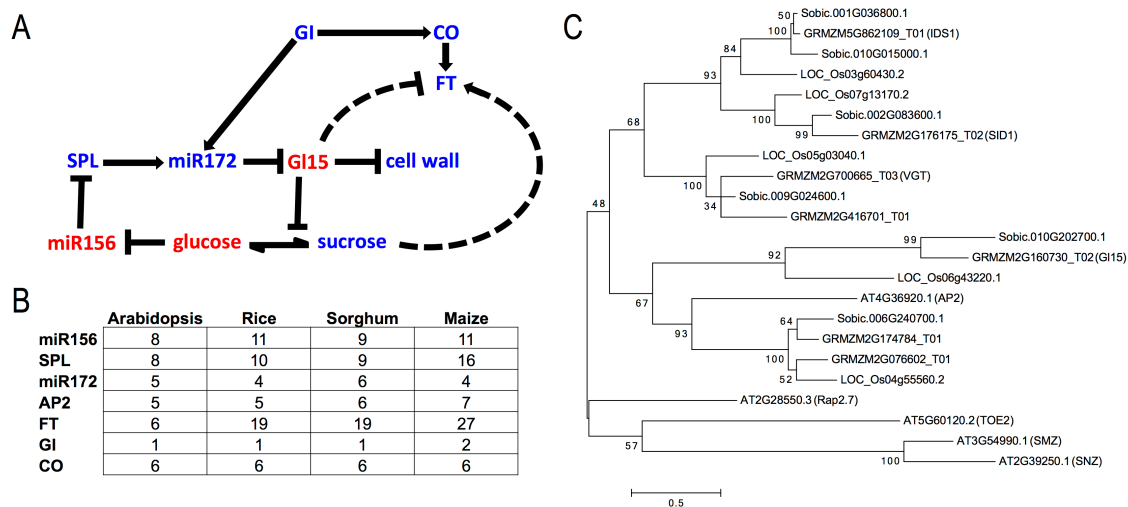 A
GI CO
FT
SPL miR172 Gl15 cell wall
miR156 glucose sucrose
B
Arabidopsis Rice Sorghum Maize
miR156 8 11 9 11
SPL 8 10 9 16
miR172 5 4 6 4
AP2 5 5 6 7
FT 6 19 19 27
GI 1 1 1 2
CO 6 6 6 6
C
50 Sobic.001G036800.1
100 GRMZM5G862109_T01 (IDS1)
84 Sobic.010G015000.1
93 LOC_Os03g60430.2
LOC_Os07g13170.2
100 Sobic.002G083600.1
99 GRMZM2G176175_T02 (SID1)
68
LOC_Os05g03040.1
100 GRMZM2G700665_T03 (VGT)
Sobic.009G024600.1
34 GRMZM2G416701_T01
48
99 Sobic.010G202700.1
92 GRMZM2G160730_T02 (Gl15)
LOC_Os06g43220.1
67
AT4G36920.1 (AP2)
93
64 Sobic.006G240700.1
GRMZM2G174784_T01
100 GRMZM2G076602_T01
52 LOC_Os04g55560.2
AT2G28550.3 (Rap2.7)
AT5G60120.2 (TOE2)
57
AT3G54990.1 (SMZ)
100 AT2G39250.1 (SNZ)
0.5